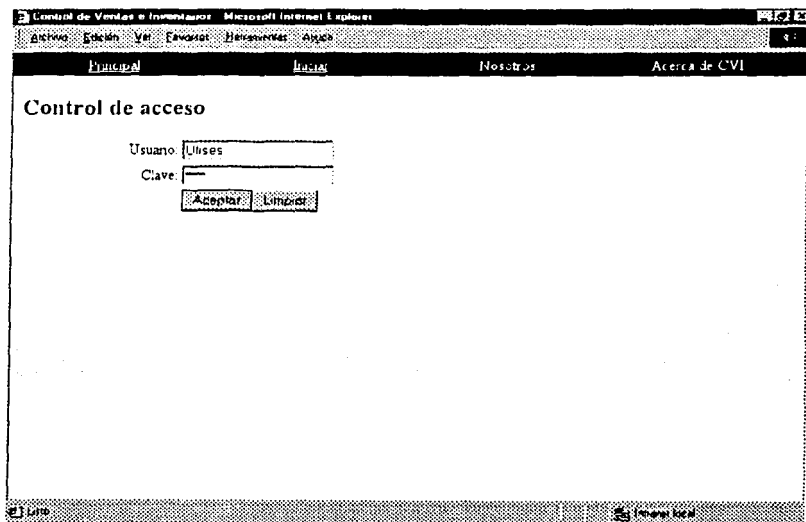 Control de Ventas e Inventarios - Microsoft Internet Explorer
Archivo Edición Ver Favoritos Herramientas Ayuda
Principal Iniciar Nosotros Acerca de CVI
Control de acceso
Usuario: Ulises
Clave:
Aceptar Limpiar
Listo Intranet local